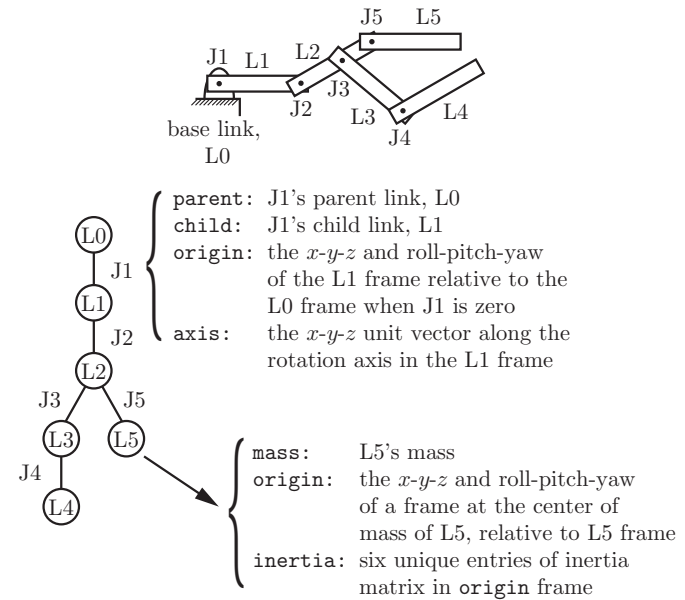 J5
L5
J1
L1
L2
J2
J3
L3
J4
L4
base link,
L0
L0
J1
L1
J2
L2
J3
J5
L3
L5
J4
L4
parent: J1's parent link, L0
child: J1's child link, L1
origin: the x-y-z and roll-pitch-yaw
of the L1 frame relative to the
L0 frame when J1 is zero
axis: the x-y-z unit vector along the
rotation axis in the L1 frame
mass: L5's mass
origin: the x-y-z and roll-pitch-yaw
of a frame at the center of
mass of L5, relative to L5 frame
inertia: six unique entries of inertia
matrix in origin frame